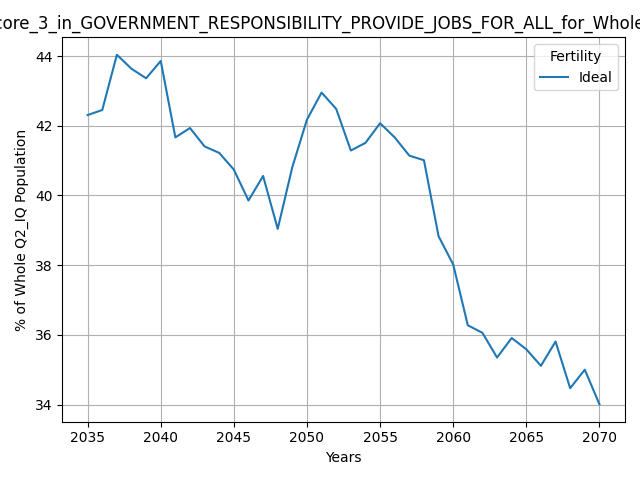 core_3_in_GOVERNMENT_RESPONSIBILITY_PROVIDE_JOBS_FOR_ALL_for_Whole
Fertility
Ideal
% of Whole Q2_IQ Population
44
42
40
38
36
34
2035 2040 2045 2050 2055 2060 2065 2070
Years